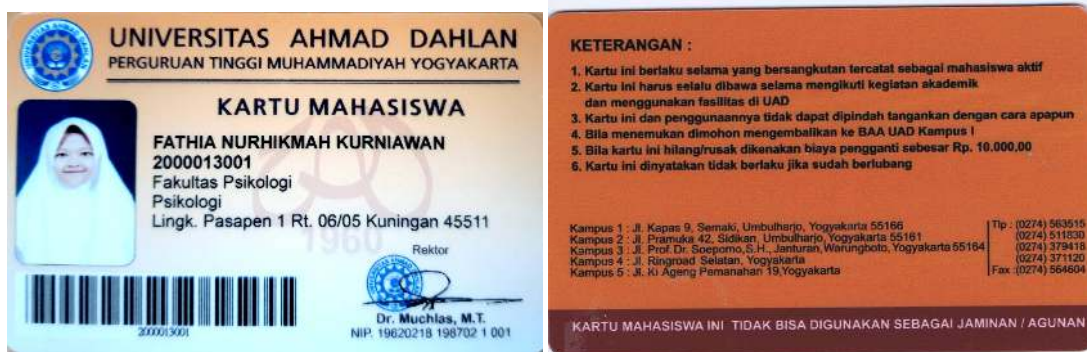 UNIVERSITAS AHMAD DAHLAN
PERGURUAN TINGGI MUHAMMADIYAH YOGYAKARTA
KARTU MAHASISWA
FATHIA NURHIKMAH KURNIAWAN
2000013001
Fakultas Psikologi
Psikologi
Lingk. Pasapen 1 Rt. 06/05 Kuningan 45511
1960
Rektor
Dr. Muchlas, M.T.
NIP. 19620218 198702 1 001
2000013001
KETERANGAN :
1. Kartu ini berlaku selama yang bersangkutan tercatat sebagai mahasiswa aktif
2. Kartu ini harus selalu dibawa selama mengikuti kegiatan akademik
dan menggunakan fasilitas di UAD
3. Kartu ini dan penggunaannya tidak dapat dipindah tangankan dengan cara apapun
4. Bila menemukan dimohon mengembalikan ke BAA UAD Kampus I
5. Bila kartu ini hilang/rusak dikenakan biaya pengganti sebesar Rp. 10.000,00
6. Kartu ini dinyatakan tidak berlaku jika sudah berlubang
Kampus 1 : Jl. Kapas 9, Semaki, Umbulharjo, Yogyakarta 55166
Kampus 2 : Jl. Pramuka 42, Sidikan, Umbulharjo, Yogyakarta 55161
Kampus 3 : Jl. Prof. Dr. Soepomo, S.H., Janturan, Warungboto, Yogyakarta 55164
Kampus 4 : Jl. Ringroad Selatan, Yogyakarta
Kampus 5 : Jl. Ki Ageng Pemanahan 19, Yogyakarta
Tlp : (0274) 563515
(0274) 511830
(0274) 379418
(0274) 371120
Fax : (0274) 564604
KARTU MAHASISWA INI TIDAK BISA DIGUNAKAN SEBAGAI JAMINAN / AGUNAN